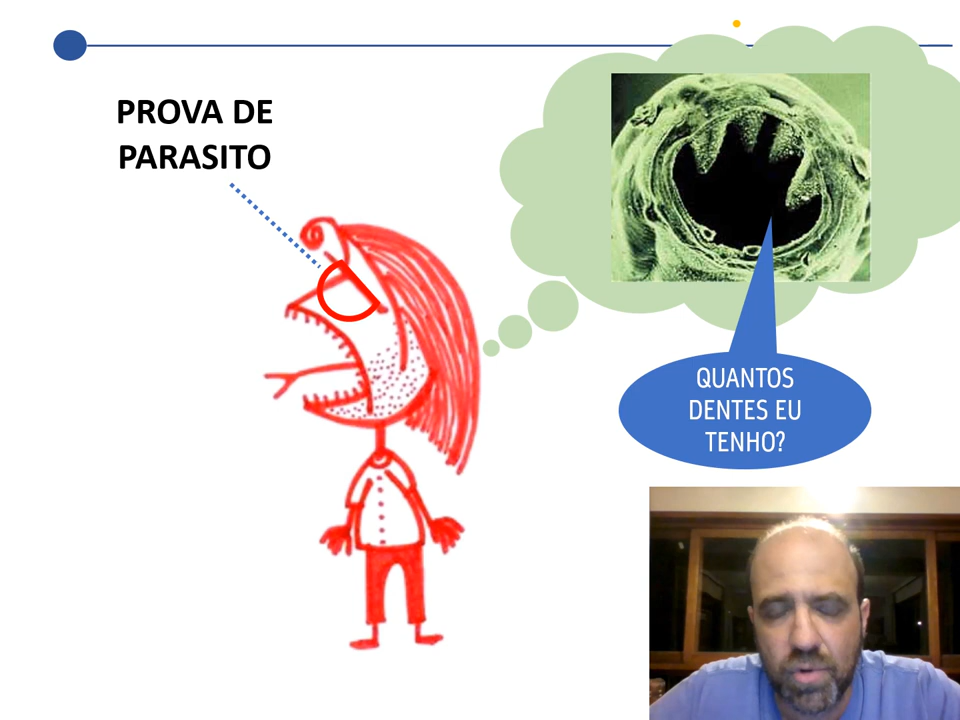 PROVA DE
PARASITO
QUANTOS
DENTES EU
TENHO?